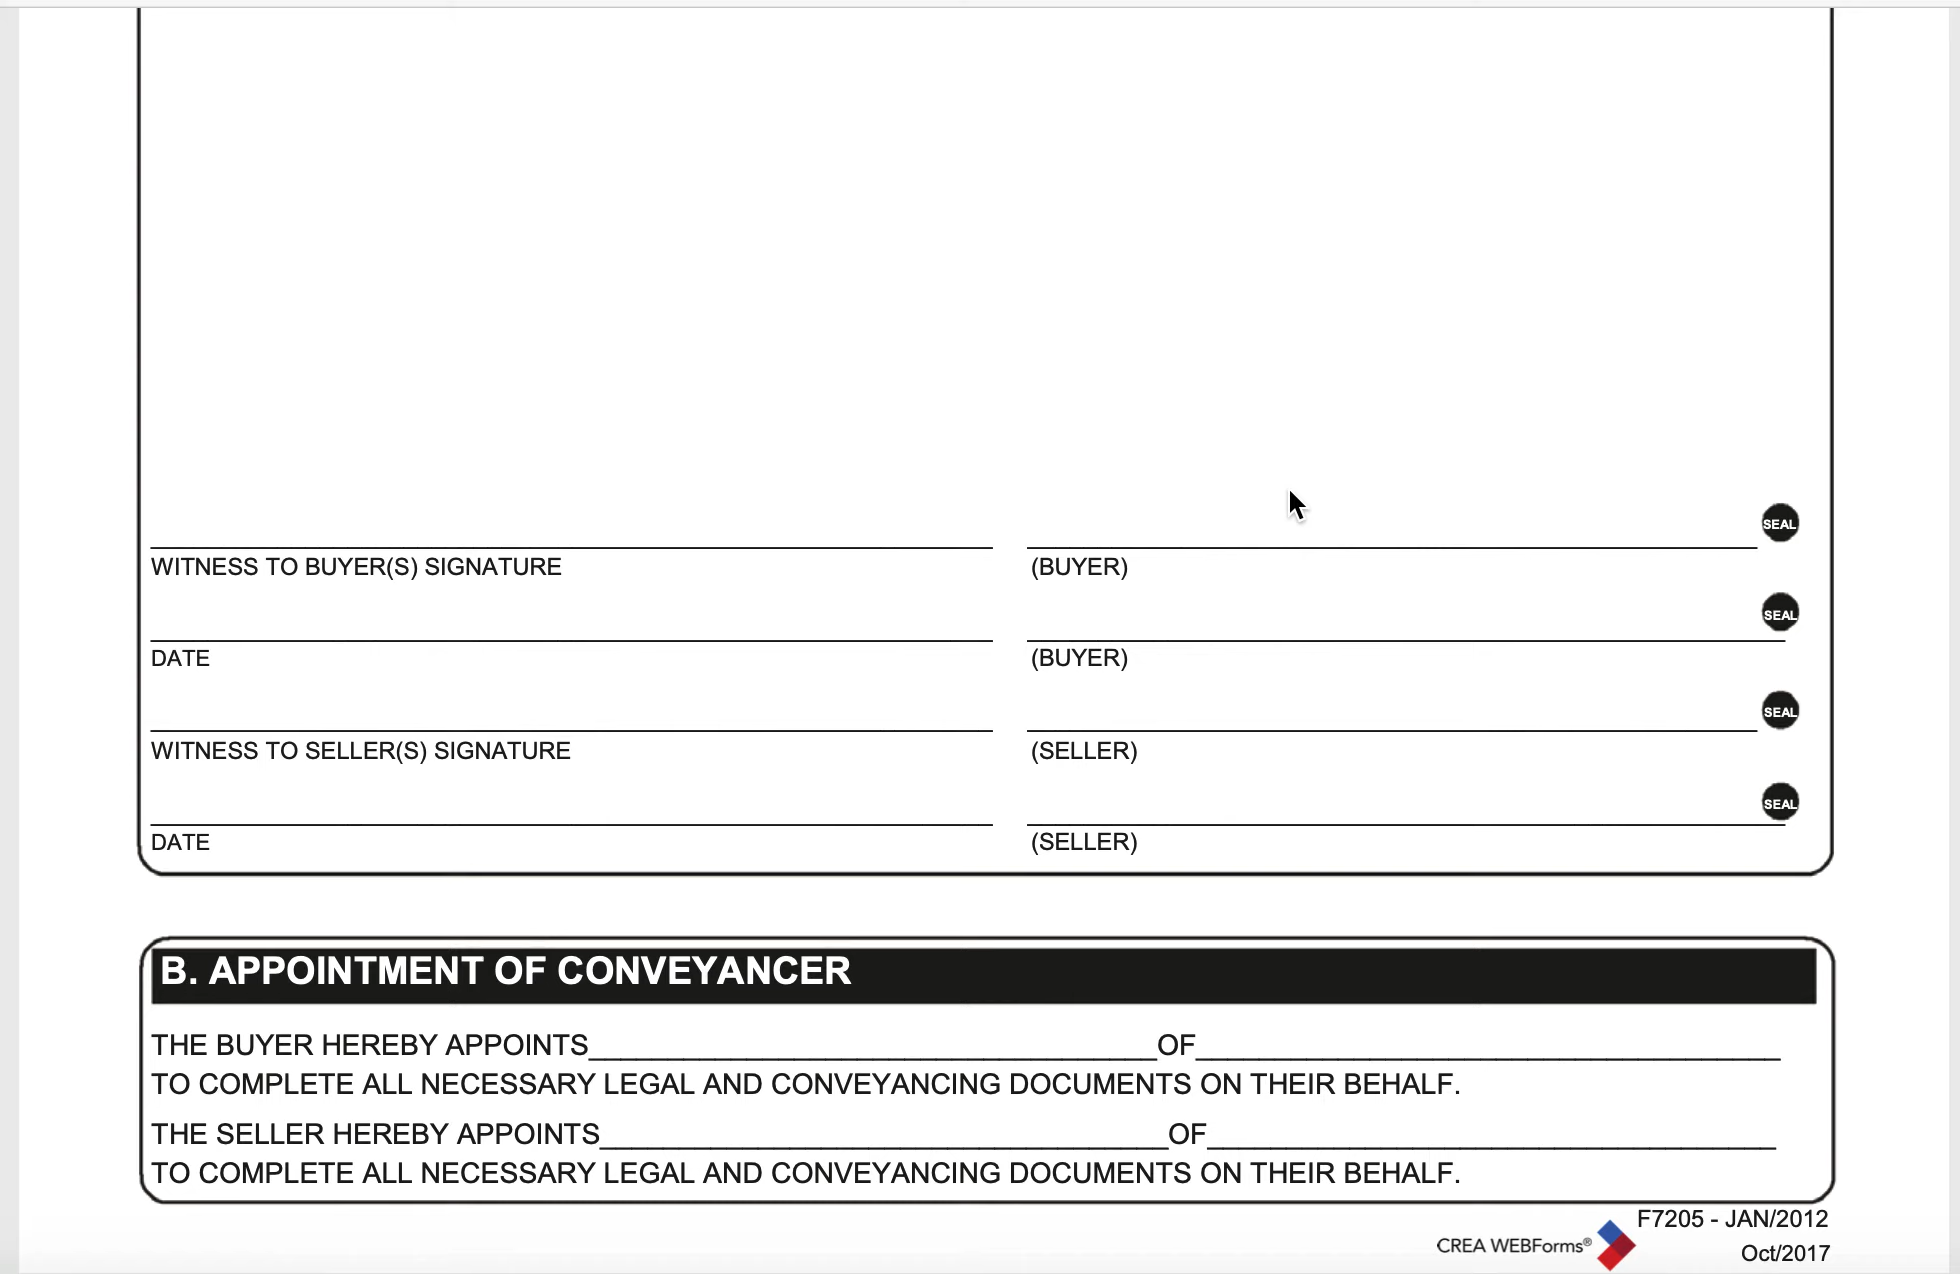 SEAL
WITNESS TO BUYER(S) SIGNATURE (BUYER)
SEAL
DATE (BUYER)
SEAL
WITNESS TO SELLER(S) SIGNATURE (SELLER)
SEAL
DATE (SELLER)
B. APPOINTMENT OF CONVEYANCER
THE BUYER HEREBY APPOINTS____________________OF____________________
TO COMPLETE ALL NECESSARY LEGAL AND CONVEYANCING DOCUMENTS ON THEIR BEHALF.
THE SELLER HEREBY APPOINTS____________________OF____________________
TO COMPLETE ALL NECESSARY LEGAL AND CONVEYANCING DOCUMENTS ON THEIR BEHALF.
F7205 - JAN/2012
CREA WEBForms®
Oct/2017